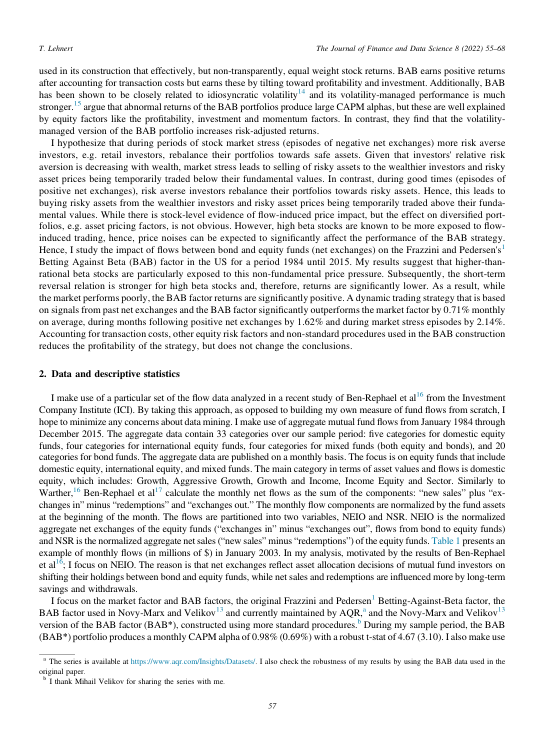 T. Lehnert
The Journal of Finance and Data Science 8 (2022) 55–68
used in its construction that effectively, but non-transparently, equal weight stock returns. BAB earns positive returns
after accounting for transaction costs but earns these by tilting toward profitability and investment. Additionally, BAB
has been shown to be closely related to idiosyncratic volatility14 and its volatility-managed performance is much
stronger.15 argue that abnormal returns of the BAB portfolios produce large CAPM alphas, but these are well explained
by equity factors like the profitability, investment and momentum factors. In contrast, they find that the volatility-
managed version of the BAB portfolio increases risk-adjusted returns.
I hypothesize that during periods of stock market stress (episodes of negative net exchanges) more risk averse
investors, e.g. retail investors, rebalance their portfolios towards safe assets. Given that investors' relative risk
aversion is decreasing with wealth, market stress leads to selling of risky assets to the wealthier investors and risky
asset prices being temporarily traded below their fundamental values. In contrast, during good times (episodes of
positive net exchanges), risk averse investors rebalance their portfolios towards risky assets. Hence, this leads to
buying risky assets from the wealthier investors and risky asset prices being temporarily traded above their funda-
mental values. While there is stock-level evidence of flow-induced price impact, but the effect on diversified port-
folios, e.g. asset pricing factors, is not obvious. However, high beta stocks are known to be more exposed to flow-
induced trading, hence, price noises can be expected to significantly affect the performance of the BAB strategy.
Hence, I study the impact of flows between bond and equity funds (net exchanges) on the Frazzini and Pedersen's1
Betting Against Beta (BAB) factor in the US for a period 1984 until 2015. My results suggest that higher-than-
rational beta stocks are particularly exposed to this non-fundamental price pressure. Subsequently, the short-term
reversal relation is stronger for high beta stocks and, therefore, returns are significantly lower. As a result, while
the market performs poorly, the BAB factor returns are significantly positive. A dynamic trading strategy that is based
on signals from past net exchanges and the BAB factor significantly outperforms the market factor by 0.71% monthly
on average, during months following positive net exchanges by 1.62% and during market stress episodes by 2.14%.
Accounting for transaction costs, other equity risk factors and non-standard procedures used in the BAB construction
reduces the profitability of the strategy, but does not change the conclusions.
2. Data and descriptive statistics
I make use of a particular set of the flow data analyzed in a recent study of Ben-Rephael et al16 from the Investment
Company Institute (ICI). By taking this approach, as opposed to building my own measure of fund flows from scratch, I
hope to minimize any concerns about data mining. I make use of aggregate mutual fund flows from January 1984 through
December 2015. The aggregate data contain 33 categories over our sample period: five categories for domestic equity
funds, four categories for international equity funds, four categories for mixed funds (both equity and bonds), and 20
categories for bond funds. The aggregate data are published on a monthly basis. The focus is on equity funds that include
domestic equity, international equity, and mixed funds. The main category in terms of asset values and flows is domestic
equity, which includes: Growth, Aggressive Growth, Growth and Income, Income Equity and Sector. Similarly to
Warther,16 Ben-Rephael et al17 calculate the monthly net flows as the sum of the components: “new sales” plus “ex-
changes in” minus “redemptions” and “exchanges out.” The monthly flow components are normalized by the fund assets
at the beginning of the month. The flows are partitioned into two variables, NEIO and NSR. NEIO is the normalized
aggregate net exchanges of the equity funds (“exchanges in” minus “exchanges out”, flows from bond to equity funds)
and NSR is the normalized aggregate net sales (“new sales” minus “redemptions”) of the equity funds. Table 1 presents an
example of monthly flows (in millions of $) in January 2003. In my analysis, motivated by the results of Ben-Rephael
et al16, I focus on NEIO. The reason is that net exchanges reflect asset allocation decisions of mutual fund investors on
shifting their holdings between bond and equity funds, while net sales and redemptions are influenced more by long-term
savings and withdrawals.
I focus on the market factor and BAB factors, the original Frazzini and Pedersen1 Betting-Against-Beta factor, the
BAB factor used in Novy-Marx and Velikov13 and currently maintained by AQR,a and the Novy-Marx and Velikov13
version of the BAB factor (BAB*), constructed using more standard procedures.b During my sample period, the BAB
(BAB*) portfolio produces a monthly CAPM alpha of 0.98% (0.69%) with a robust t-stat of 4.67 (3.10). I also make use
a The series is available at https://www.aqr.com/Insights/Datasets/. I also check the robustness of my results by using the BAB data used in the
original paper.
b I thank Mihail Velikov for sharing the series with me.
57